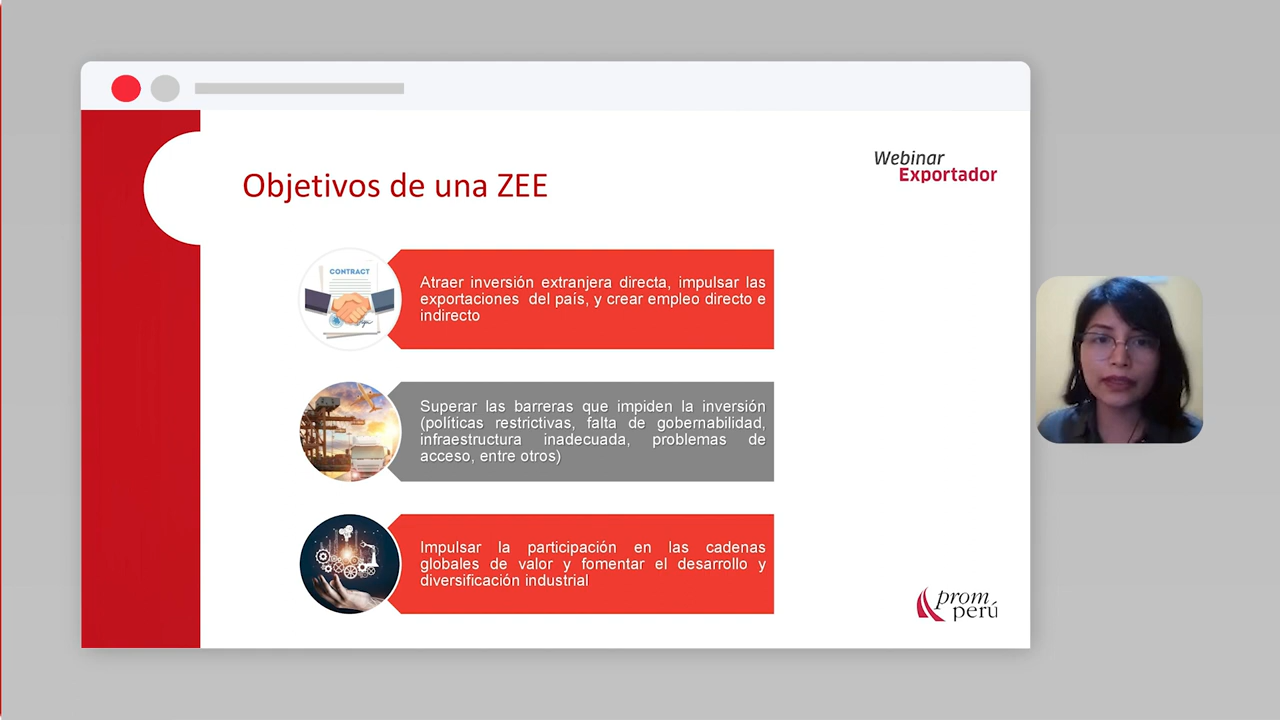 Webinar
Exportador
Objetivos de una ZEE
CONTRACT
Atraer inversión extranjera directa, impulsar las
exportaciones del país, y crear empleo directo e
indirecto
Superar las barreras que impiden la inversión
(políticas restrictivas, falta de gobernabilidad,
infraestructura inadecuada, problemas de
acceso, entre otros)
Impulsar la participación en las cadenas
globales de valor y fomentar el desarrollo y
diversificación industrial
prom
perú